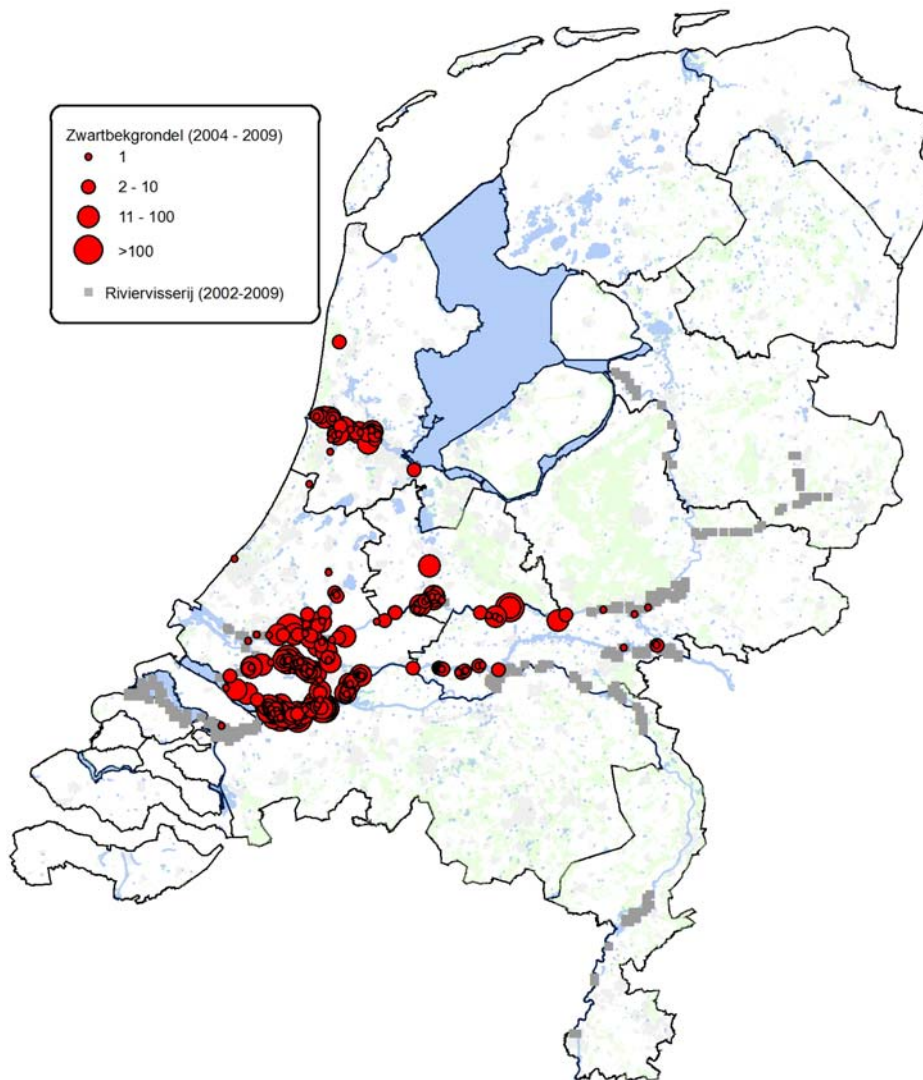 Zwartbekgrondel (2004 - 2009)
1
2 - 10
11 - 100
>100
Riviervisserij (2002-2009)